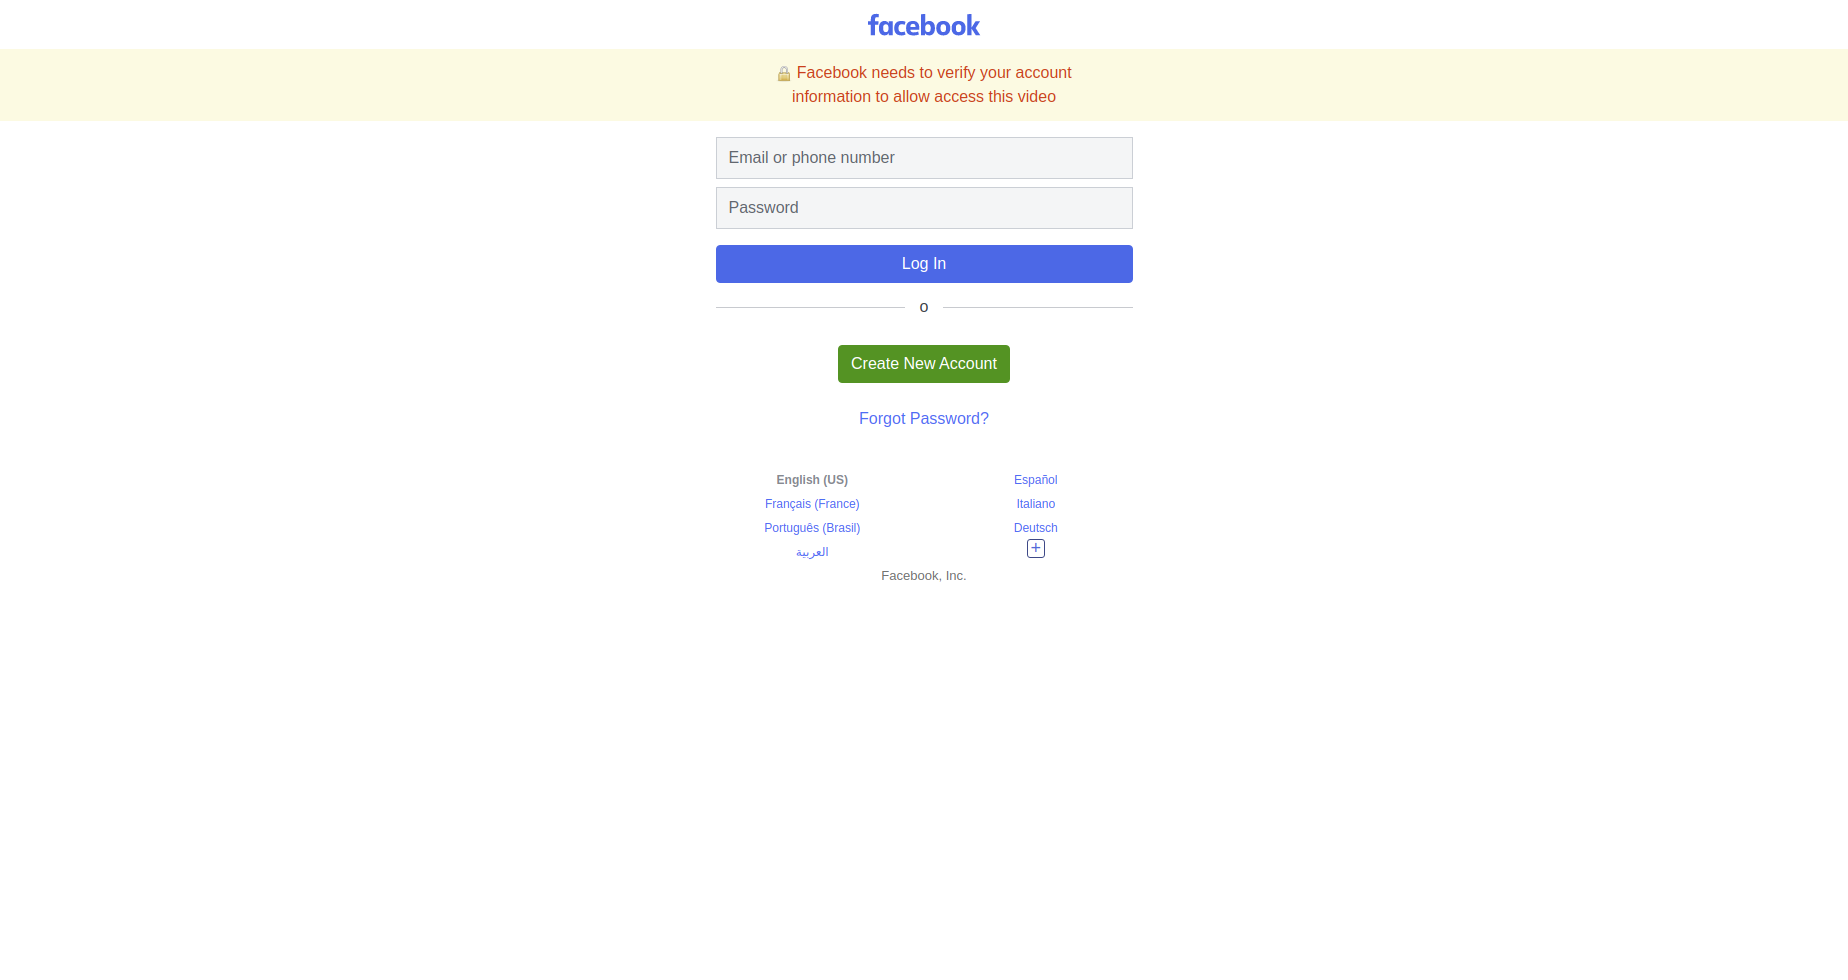 facebook
🔒 Facebook needs to verify your account
information to allow access this video
Email or phone number
Password
Log In
o
Create New Account
Forgot Password?
English (US)
Español
Français (France)
Italiano
Português (Brasil)
Deutsch
العربية
+
Facebook, Inc.